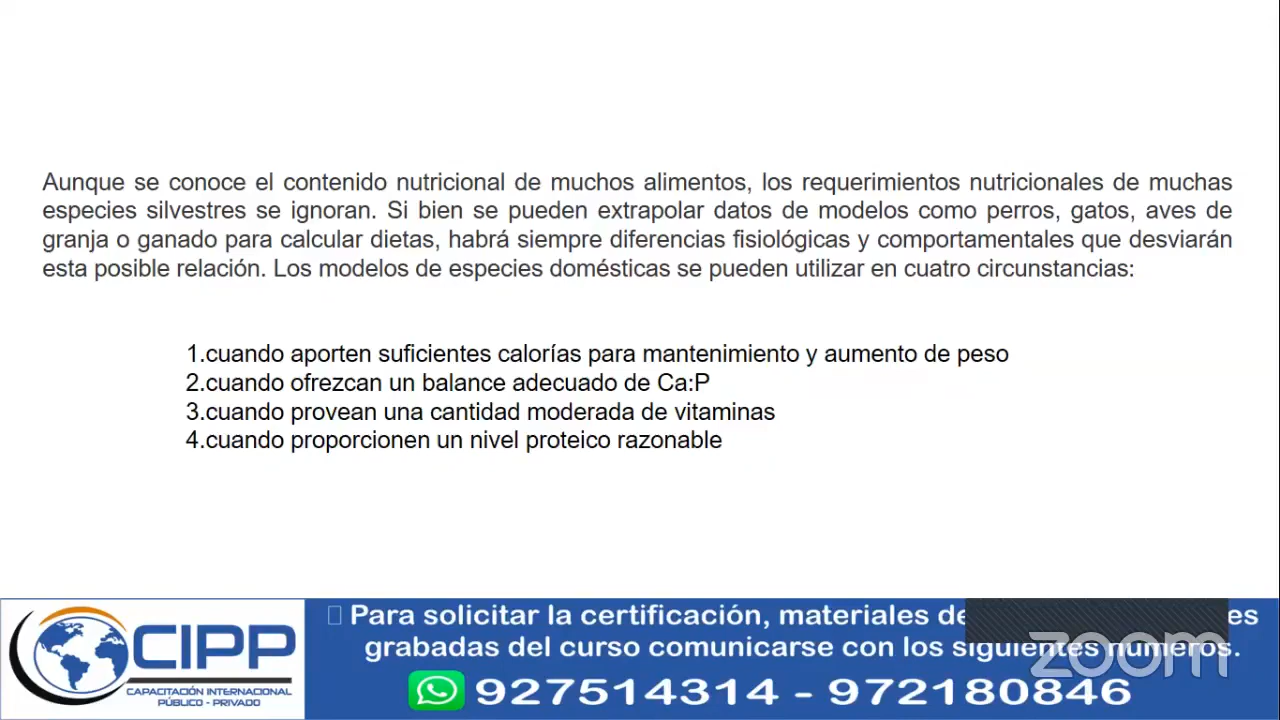 Aunque se conoce el contenido nutricional de muchos alimentos, los requerimientos nutricionales de muchas
especies silvestres se ignoran. Si bien se pueden extrapolar datos de modelos como perros, gatos, aves de
granja o ganado para calcular dietas, habrá siempre diferencias fisiológicas y comportamentales que desviarán
esta posible relación. Los modelos de especies domésticas se pueden utilizar en cuatro circunstancias:
1.cuando aporten suficientes calorías para mantenimiento y aumento de peso
2.cuando ofrezcan un balance adecuado de Ca:P
3.cuando provean una cantidad moderada de vitaminas
4.cuando proporcionen un nivel proteico razonable
CIPP
CAPACITACIÓN INTERNACIONAL
PÚBLICO - PRIVADO
Para solicitar la certificación, materiales
grabadas del curso comunicarse con los siguientes números.
zoom
927514314 - 972180846